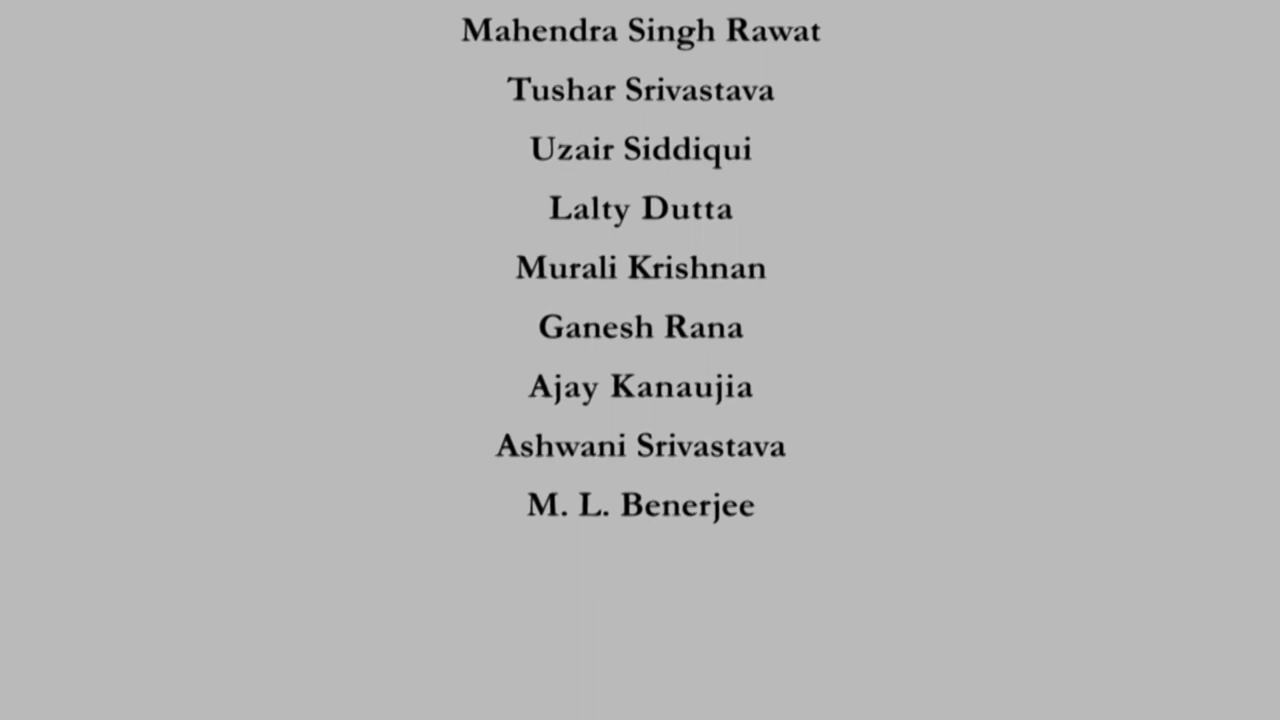 Mahendra Singh Rawat
Tushar Srivastava
Uzair Siddiqui
Lalty Dutta
Murali Krishnan
Ganesh Rana
Ajay Kanaujia
Ashwani Srivastava
M. L. Benerjee